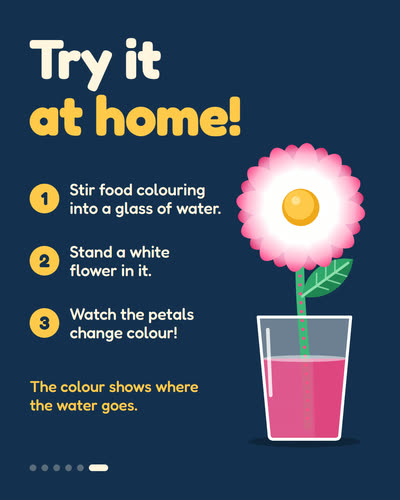 Try it
at home!
1
Stir food colouring
into a glass of water.
2
Stand a white
flower in it.
3
Watch the petals
change colour!
The colour shows where
the water goes.